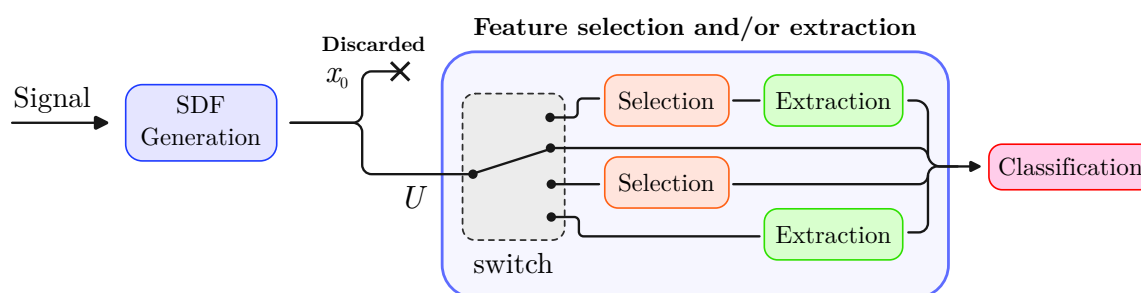 Feature selection and/or extraction
Discarded
x₀
Signal
SDF
Generation
Selection
Extraction
Classification
Selection
U
Extraction
switch